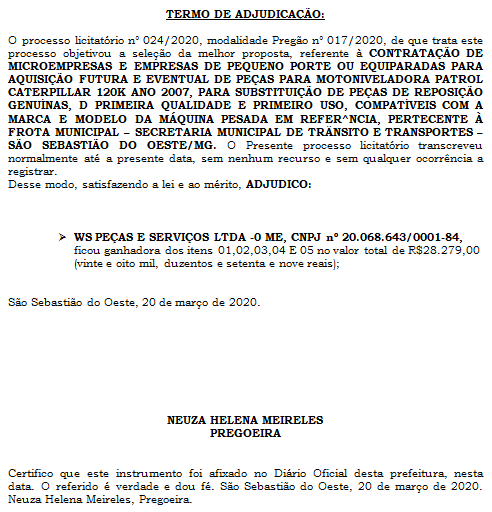 TERMO DE ADJUDICAÇÃO:
O processo licitatório n° 024/2020, modalidade Pregão n° 017/2020, de que trata este
processo objetivou a seleção da melhor proposta, referente à CONTRATAÇÃO DE
MICROEMPRESAS E EMPRESAS DE PEQUENO PORTE OU EQUIPARADAS PARA
AQUISIÇÃO FUTURA E EVENTUAL DE PEÇAS PARA MOTONIVELADORA PATROL
CATERPILLAR 120K ANO 2007, PARA SUBSTITUIÇÃO DE PEÇAS DE REPOSIÇÃO
GENUÍNAS, D PRIMEIRA QUALIDADE E PRIMEIRO USO, COMPATÍVEIS COM A
MARCA E MODELO DA MÁQUINA PESADA EM REFER^NCIA, PERTECENTE À
FROTA MUNICIPAL – SECRETARIA MUNICIPAL DE TRÂNSITO E TRANSPORTES –
SÃO SEBASTIÃO DO OESTE/MG. O Presente processo licitatório transcreveu
normalmente até a presente data, sem nenhum recurso e sem qualquer ocorrência a
registrar.
Desse modo, satisfazendo a lei e ao mérito, ADJUDICO:
➢ WS PEÇAS E SERVIÇOS LTDA -0 ME, CNPJ n° 20.068.643/0001-84,
ficou ganhadora dos itens 01,02,03,04 E 05 no valor total de R$28.279,00
(vinte e oito mil, duzentos e setenta e nove reais);
São Sebastião do Oeste, 20 de março de 2020.
NEUZA HELENA MEIRELES
PREGOEIRA
Certifico que este instrumento foi afixado no Diário Oficial desta prefeitura, nesta
data. O referido é verdade e dou fé. São Sebastião do Oeste, 20 de março de 2020.
Neuza Helena Meireles, Pregoeira.